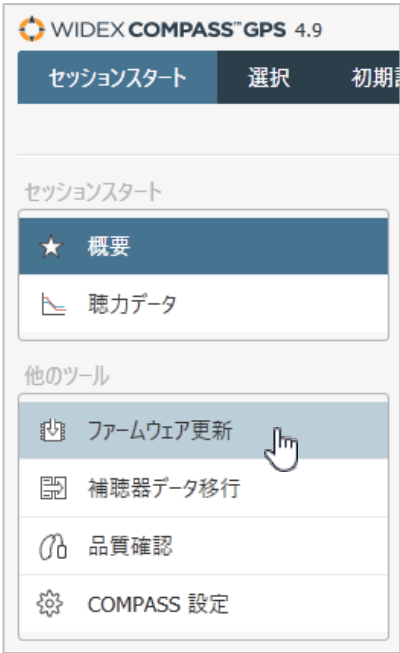 WIDEX COMPASS™ GPS 4.9
セッションスタート 選択
セッションスタート
概要
聴力データ
他のツール
ファームウェア更新
補聴器データ移行
品質確認
COMPASS 設定